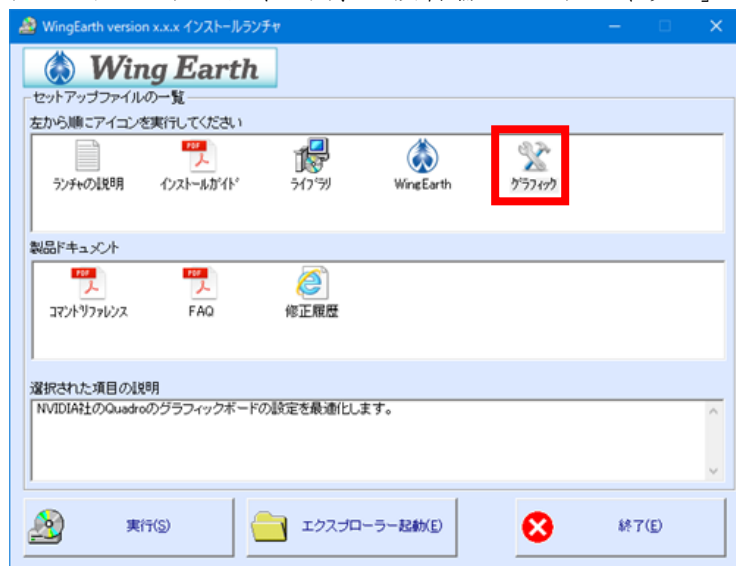 WingEarth version x.x.x インストールランチャ
Wing Earth
セットアップファイルの一覧
左から順にアイコンを実行してください
ランチャの説明 インストールガイド ライブラリ WingEarth グラフィック
製品ドキュメント
コマンドリファレンス FAQ 修正履歴
選択された項目の説明
NVIDIA社のQuadroのグラフィックボードの設定を最適化します。
実行(S) エクスプローラー起動(E) 終了(E)